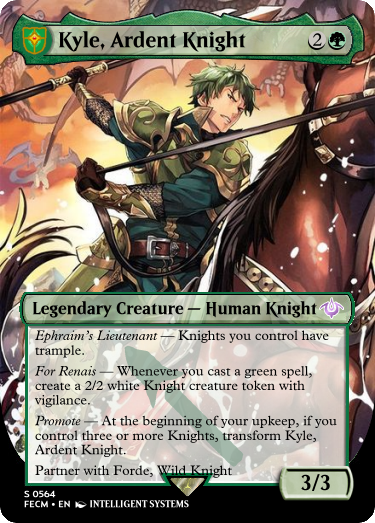 Kyle, Ardent Knight 2
Legendary Creature — Human Knight
Ephraim's Lieutenant — Knights you control have
trample.
For Renais — Whenever you cast a green spell,
create a 2/2 white Knight creature token with
vigilance.
Promote — At the beginning of your upkeep, if you
control three or more Knights, transform Kyle,
Ardent Knight.
Partner with Forde, Wild Knight
3/3
S 0564
FECM • EN INTELLIGENT SYSTEMS